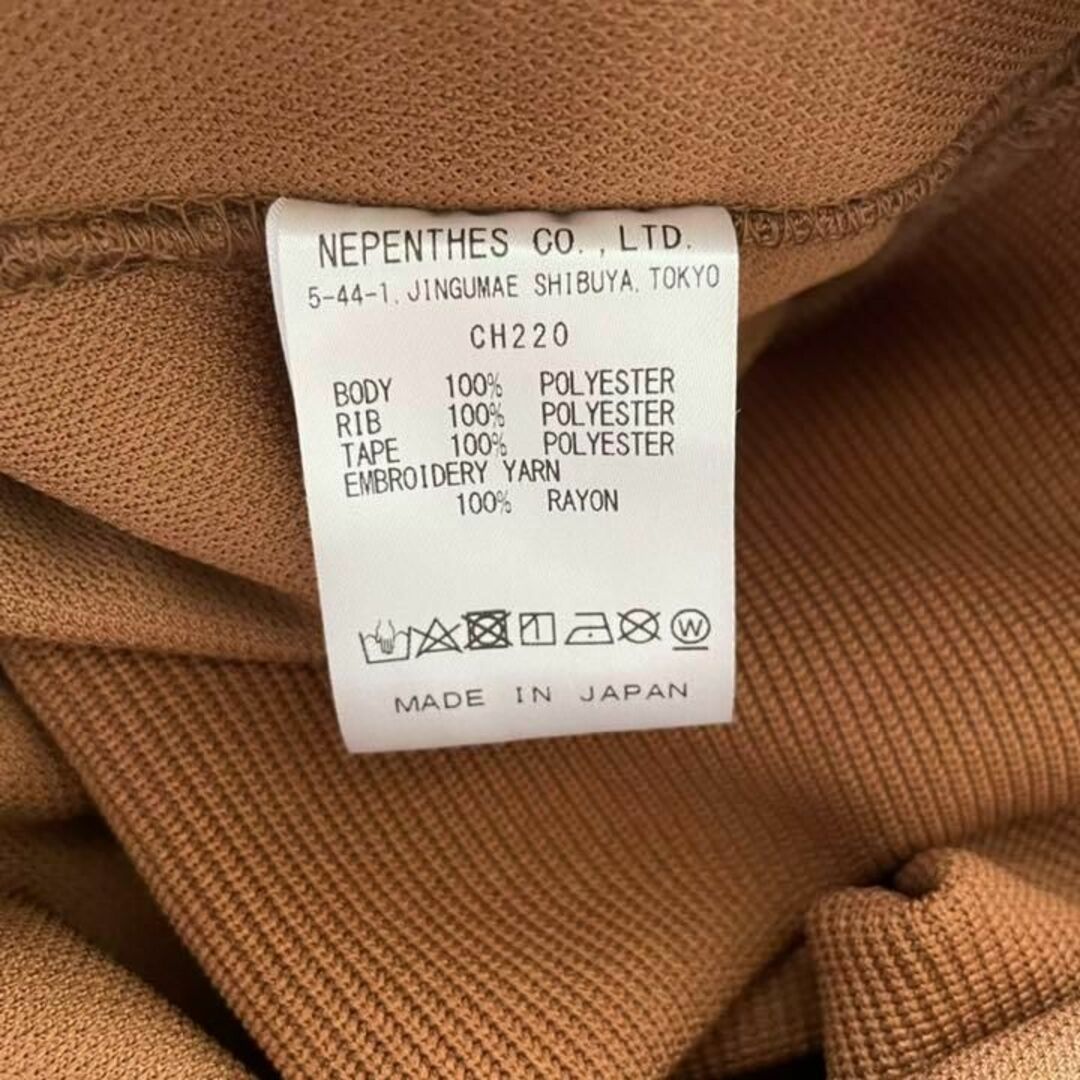 NEPENTHES CO., LTD.
5-44-1, JINGUMAE SHIBUYA, TOKYO
CH220
BODY 100% POLYESTER
RIB 100% POLYESTER
TAPE 100% POLYESTER
EMBROIDERY YARN
100% RAYON
W
MADE IN JAPAN